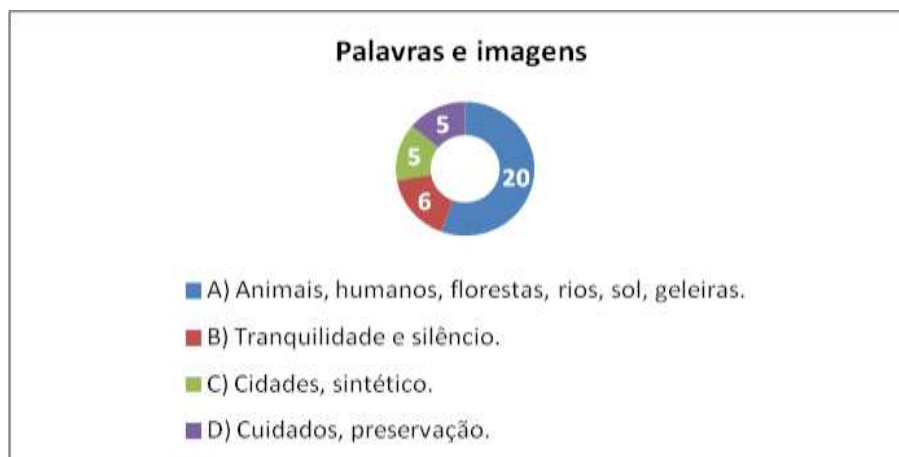 Palavras e imagens
5
5
20
6
A) Animais, humanos, florestas, rios, sol, geleiras.
B) Tranquilidade e silêncio.
C) Cidades, sintético.
D) Cuidados, preservação.